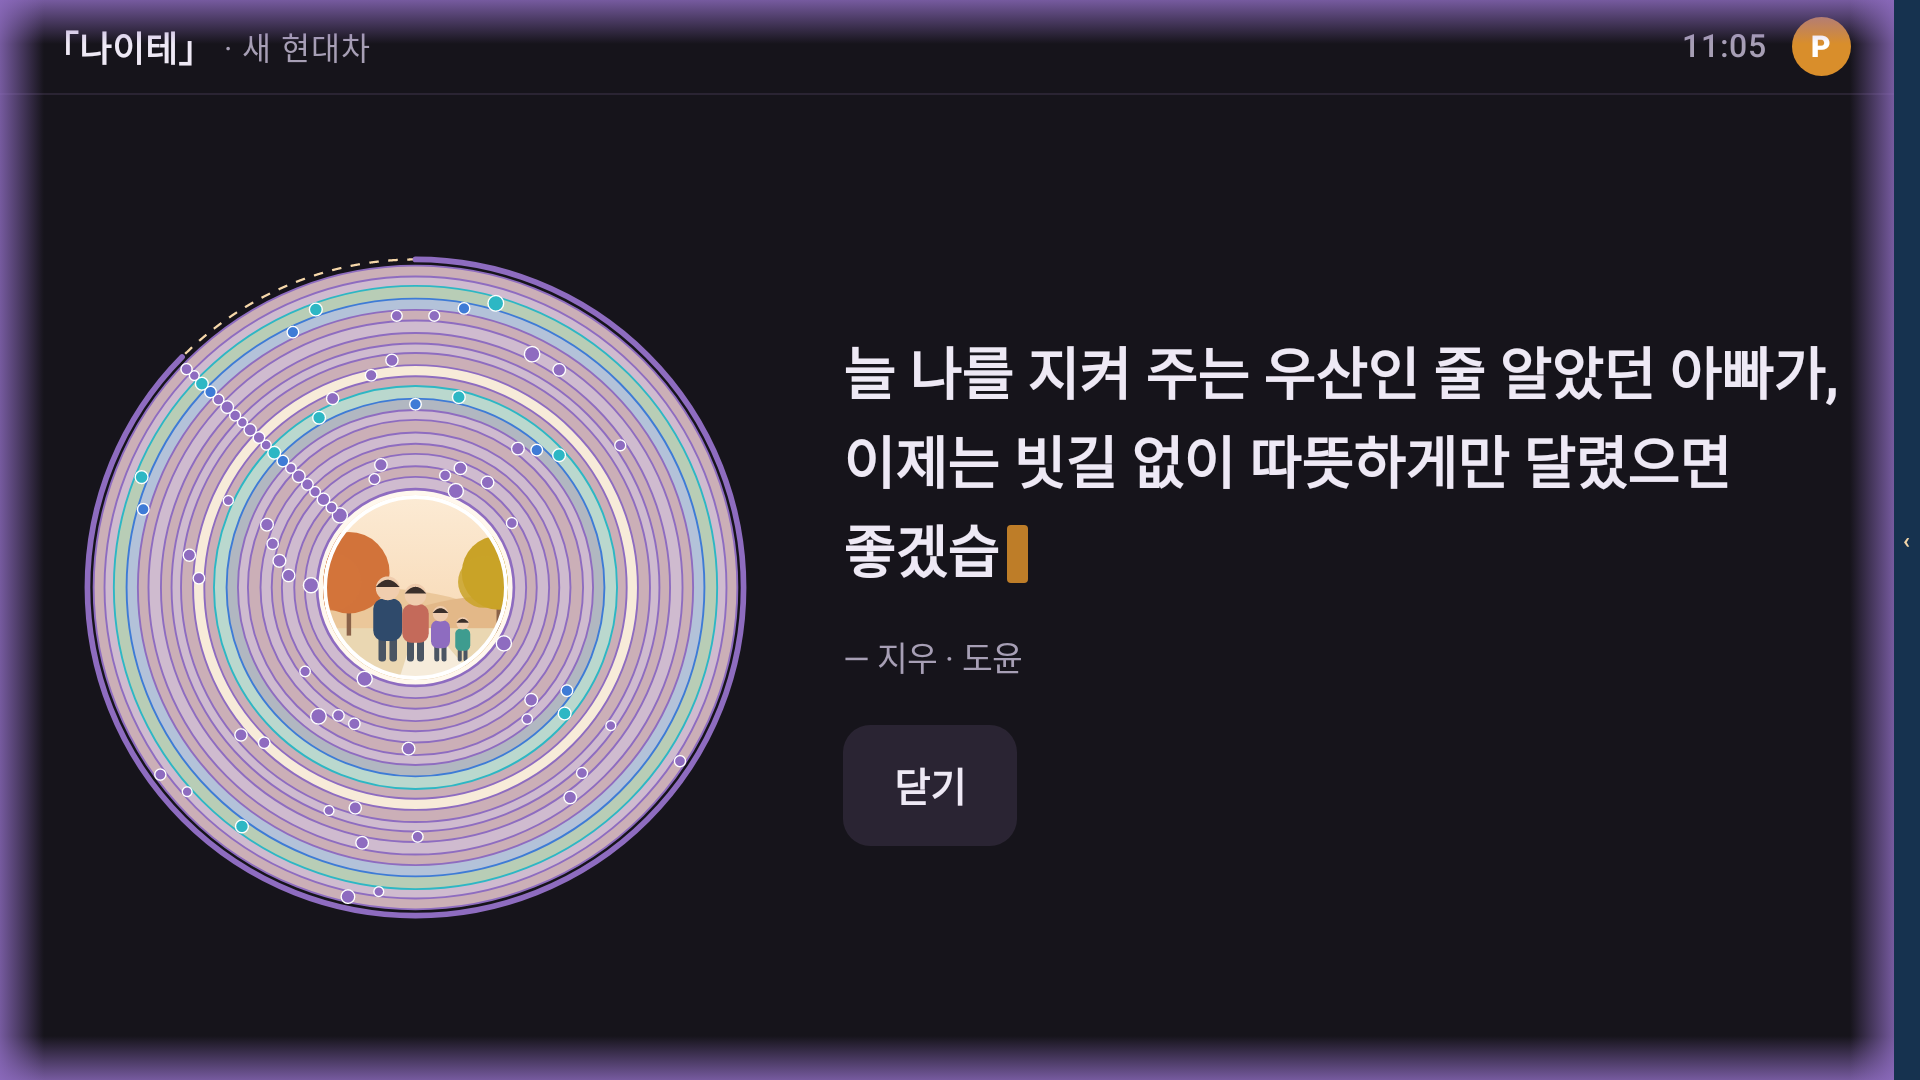 「나이테」 · 새 현대차
11:05
P
늘 나를 지켜 주는 우산인 줄 알았던 아빠가,
이제는 빗길 없이 따뜻하게만 달렸으면
좋겠습
— 지우 · 도윤
닫기
‹